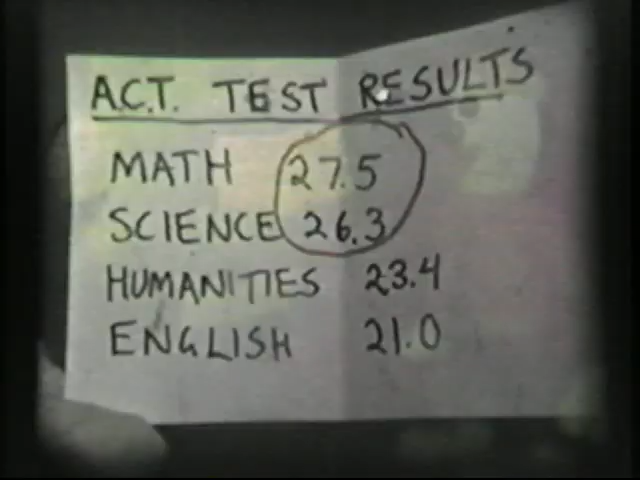 A.C.T. TEST RESULTS
MATH 27.5
SCIENCE 26.3
HUMANITIES 23.4
ENGLISH 21.0